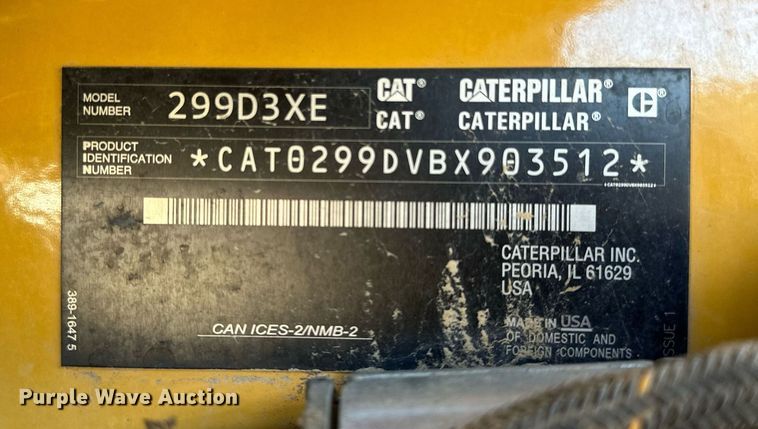 MODEL NUMBER 299D3XE
CAT® CATERPILLAR® C
CAT® CATERPILLAR®
PRODUCT IDENTIFICATION NUMBER *CAT0299DVBX903512*
*CAT0299DVBX903512*
CATERPILLAR INC.
PEORIA, IL 61629
USA
CAN ICES-2/NMB-2
MADE IN USA
OF DOMESTIC AND
FOREIGN COMPONENTS
389-1647 5
ISSUE 1
Purple Wave Auction